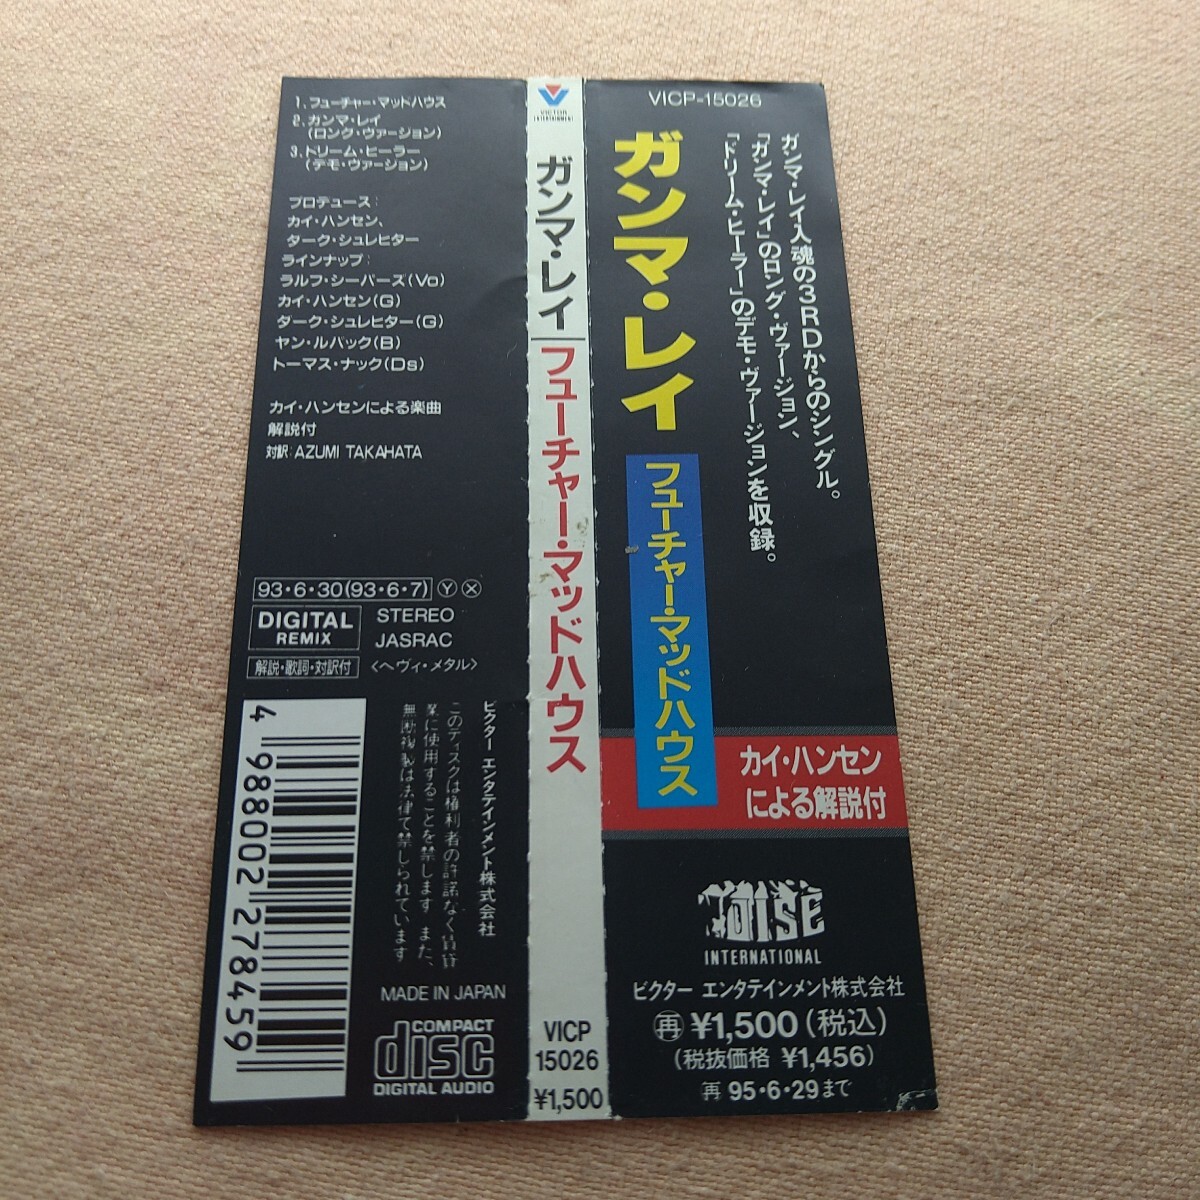 1.フューチャー・マッドハウス
2.ガンマ・レイ
(ロング・ヴァージョン)
3.ドリーム・ヒーラー
(デモ・ヴァージョン)
プロデュース:
カイ・ハンセン、
ダーク・シュレヒター
ラインナップ:
ラルフ・シーパーズ(Vo)
カイ・ハンセン(G)
ダーク・シュレヒター(G)
ヤン・ルバック(B)
トーマス・ナック(Ds)
カイ・ハンセンによる楽曲
解説付
対訳:AZUMI TAKAHATA
93・6・30(93・6・7) Ⓨ Ⓧ
DIGITAL
REMIX
STEREO
JASRAC
解説・歌詞・対訳付
〈ヘヴィ・メタル〉
ビクター エンタテインメント株式会社
このディスクは権利者の許諾なく賃貸
業に使用することを禁します また、
無断複製は法律で禁じられています
4 988002 278459
MADE IN JAPAN
COMPACT
disc
DIGITAL AUDIO
VICTOR
ENTERTAINMENT
ガンマ・レイ
フューチャー・マッドハウス
VICP
15026
¥1,500
VICP-15026
ガンマ・レイ
フューチャー・マッドハウス
ガンマ・レイ入魂の3RDからのシングル。
「ガンマ・レイ」のロング・ヴァージョン、
「ドリーム・ヒーラー」のデモ・ヴァージョンを収録。
カイ・ハンセン
による解説付
NOISE
INTERNATIONAL
ビクター エンタテインメント株式会社
㊢ ¥1,500(税込)
(税抜価格 ¥1,456)
再 95・6・29まで